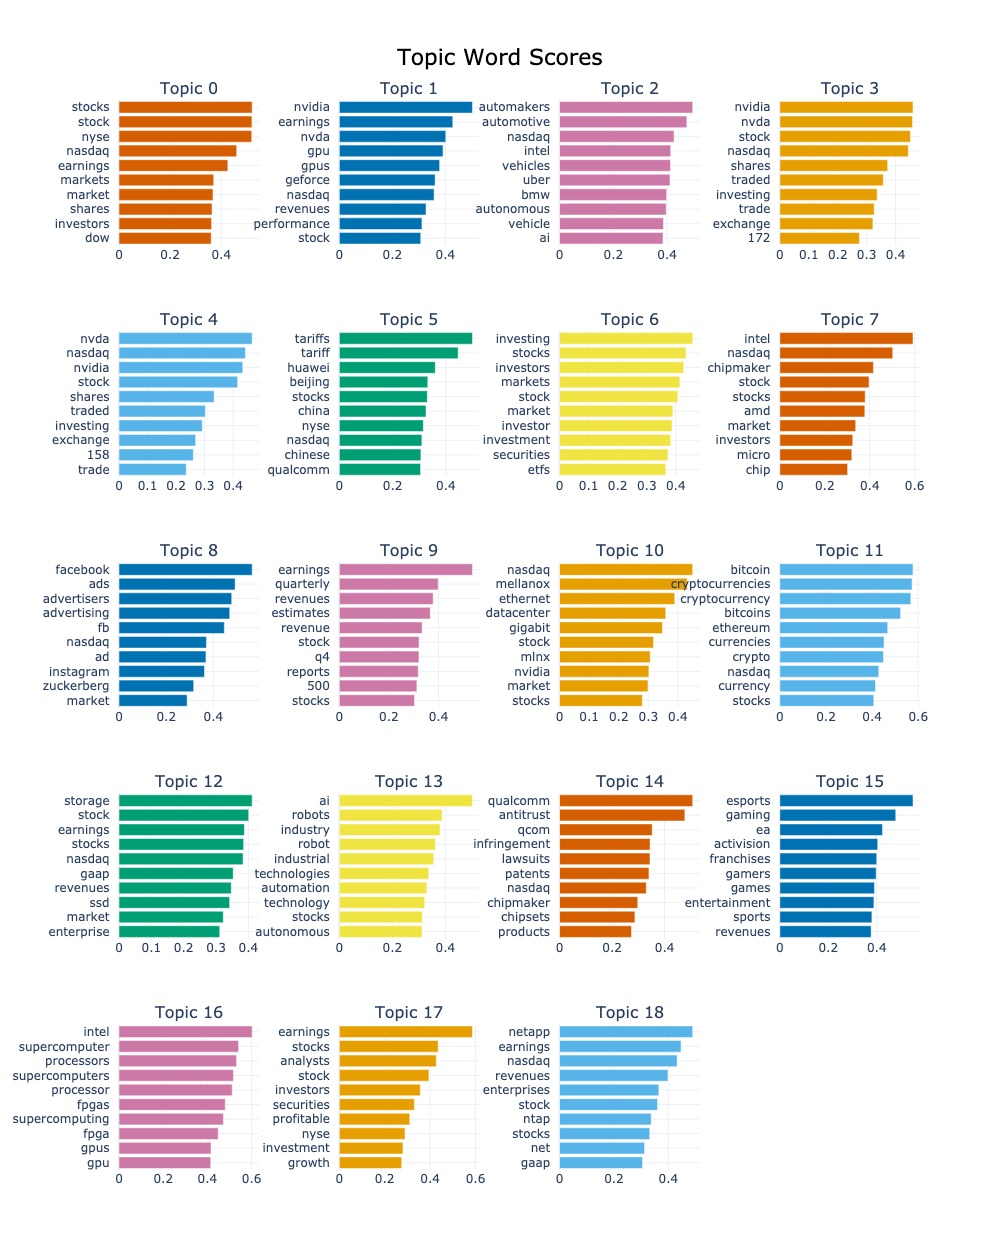 Topic Word Scores
Topic 0
stocks
stock
nyse
nasdaq
earnings
markets
market
shares
investors
dow
0 0.2 0.4
Topic 1
nvidia
earnings
nvda
gpu
gpus
geforce
nasdaq
revenues
performance
stock
0 0.2 0.4
Topic 2
automakers
automotive
nasdaq
intel
vehicles
uber
bmw
autonomous
vehicle
ai
0 0.2 0.4
Topic 3
nvidia
nvda
stock
nasdaq
shares
traded
investing
trade
exchange
172
0 0.1 0.2 0.3 0.4
Topic 4
nvda
nasdaq
nvidia
stock
shares
traded
investing
exchange
158
trade
0 0.1 0.2 0.3 0.4
Topic 5
tariffs
tariff
huawei
beijing
stocks
china
nyse
nasdaq
chinese
qualcomm
0 0.2 0.4
Topic 6
investing
stocks
investors
markets
stock
market
investor
investment
securities
etfs
0 0.1 0.2 0.3 0.4
Topic 7
intel
nasdaq
chipmaker
stock
stocks
amd
market
investors
micro
chip
0 0.2 0.4 0.6
Topic 8
facebook
ads
advertisers
advertising
fb
nasdaq
ad
instagram
zuckerberg
market
0 0.2 0.4
Topic 9
earnings
quarterly
revenues
estimates
revenue
stock
q4
reports
500
stocks
0 0.2 0.4
Topic 10
nasdaq
mellanox
ethernet
datacenter
gigabit
stock
mlnx
nvidia
market
stocks
0 0.1 0.2 0.3 0.4
Topic 11
bitcoin
cryptocurrencies
cryptocurrency
bitcoins
ethereum
currencies
crypto
nasdaq
currency
stocks
0 0.2 0.4 0.6
Topic 12
storage
stock
earnings
stocks
nasdaq
gaap
revenues
ssd
market
enterprise
0 0.1 0.2 0.3 0.4
Topic 13
ai
robots
industry
robot
industrial
technologies
automation
technology
stocks
autonomous
0 0.2 0.4
Topic 14
qualcomm
antitrust
qcom
infringement
lawsuits
patents
nasdaq
chipmaker
chipsets
products
0 0.2 0.4
Topic 15
esports
gaming
ea
activision
franchises
gamers
games
entertainment
sports
revenues
0 0.2 0.4
Topic 16
intel
supercomputer
processors
supercomputers
processor
fpgas
supercomputing
fpga
gpus
gpu
0 0.2 0.4 0.6
Topic 17
earnings
stocks
analysts
stock
investors
securities
profitable
nyse
investment
growth
0 0.2 0.4 0.6
Topic 18
netapp
earnings
nasdaq
revenues
enterprises
stock
ntap
stocks
net
gaap
0 0.2 0.4